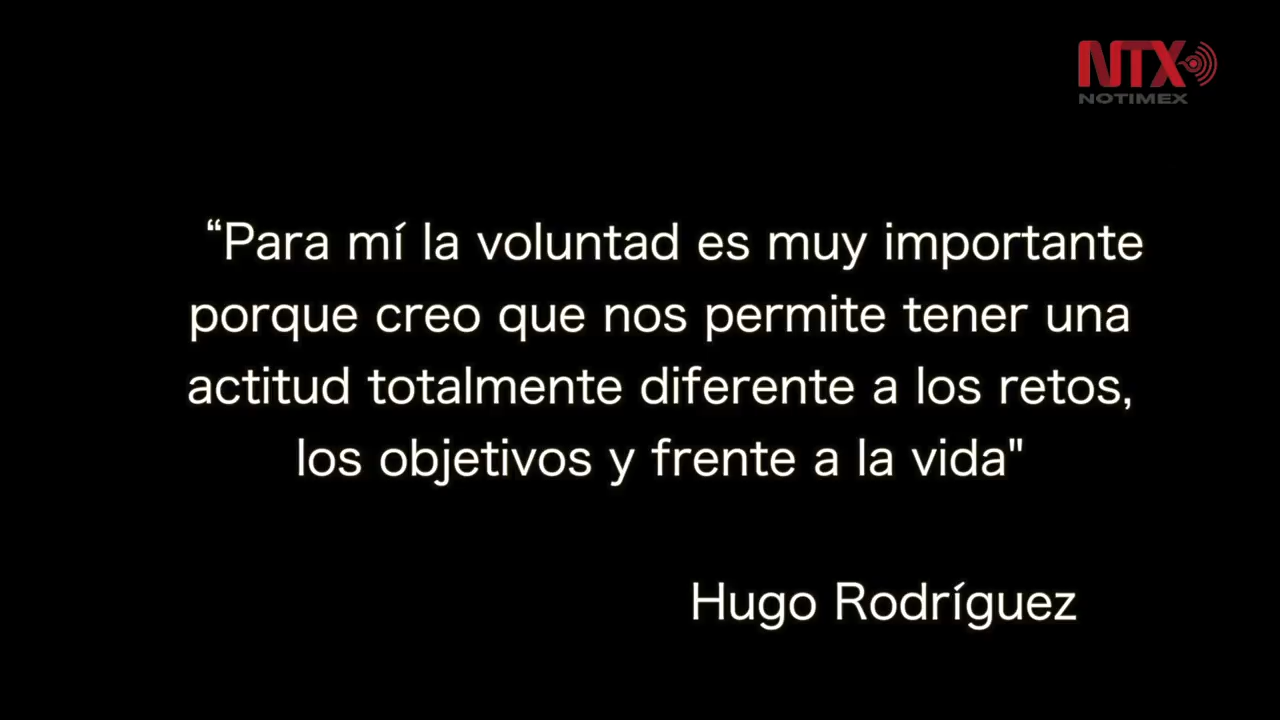 NTX
NOTIMEX
“Para mí la voluntad es muy importante
porque creo que nos permite tener una
actitud totalmente diferente a los retos,
los objetivos y frente a la vida"
Hugo Rodríguez